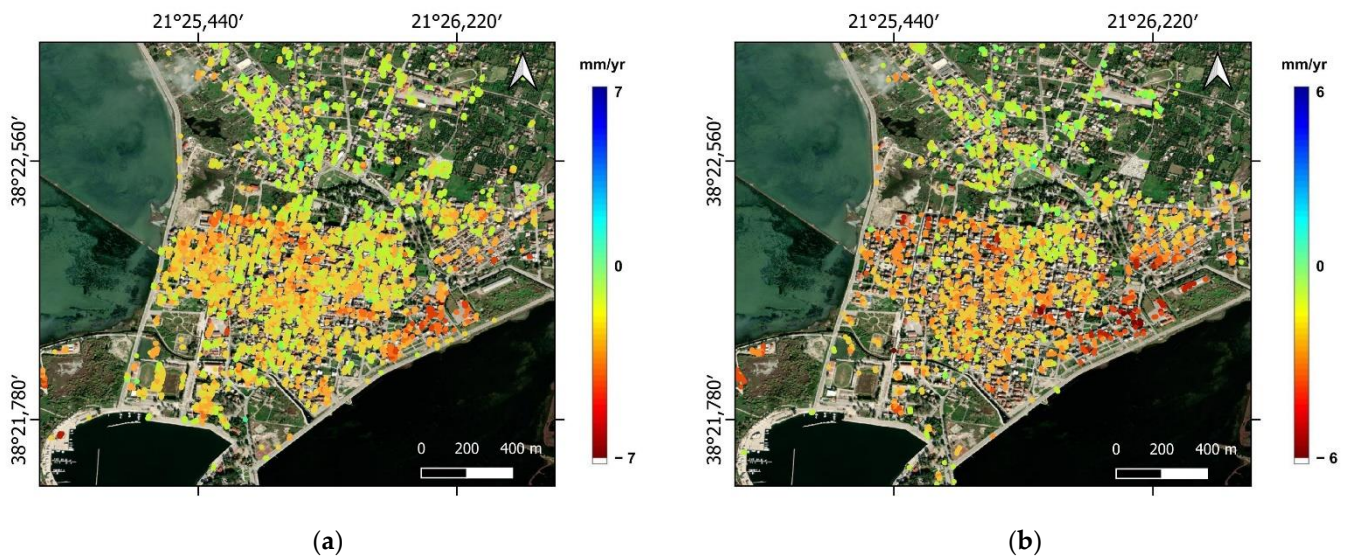 21°25,440′ 21°26,220′ 21°25,440′ 21°26,220′
mm/yr mm/yr
7 6
38°22,560′ 38°22,560′
0 0
38°21,780′ 38°21,780′
0 200 400 m 0 200 400 m
− 7 − 6
(a) (b)